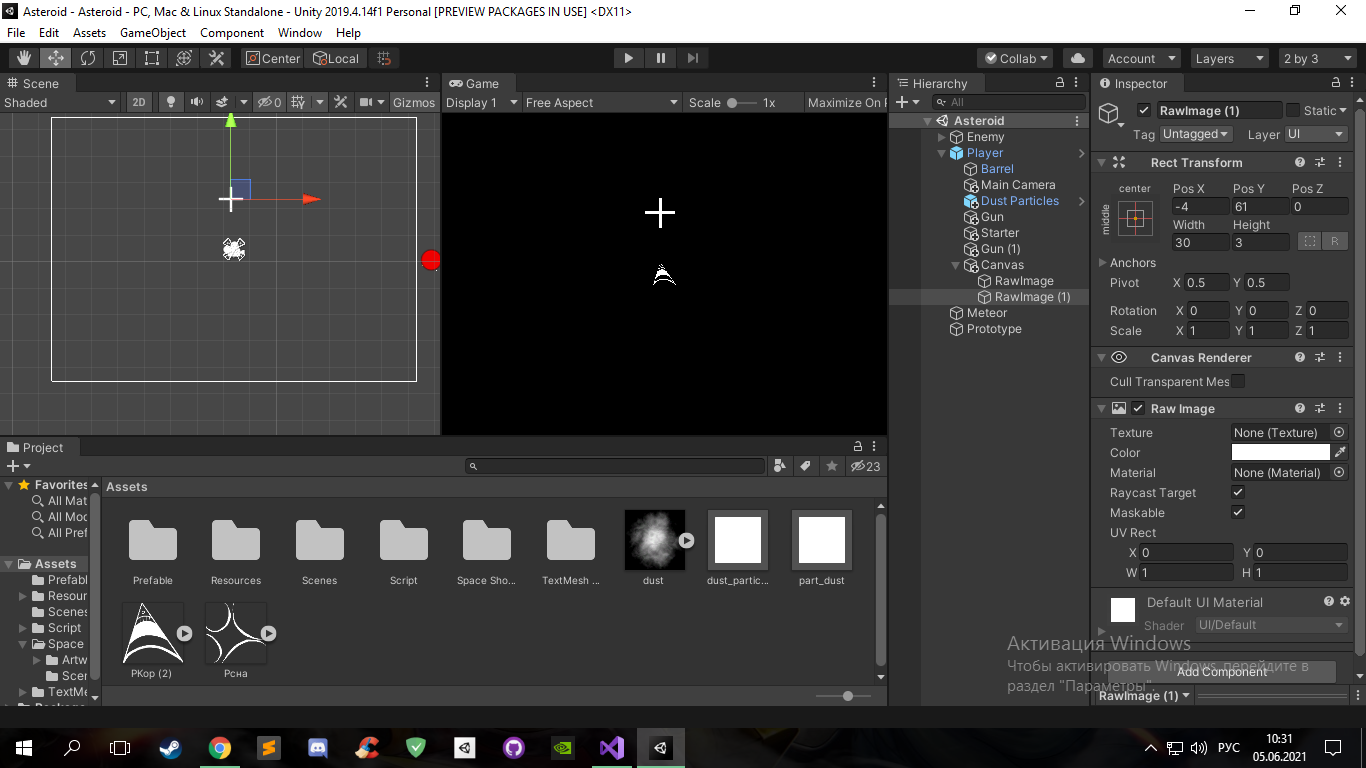 Asteroid - Asteroid - PC, Mac & Linux Standalone - Unity 2019.4.14f1 Personal [PREVIEW PACKAGES IN USE] <DX11>
File Edit Assets GameObject Component Window Help
Center Local Collab Account Layers 2 by 3
Scene
Shaded 2D 0 Gizmos
Game
Display 1 Free Aspect Scale 1x Maximize On
Hierarchy
All
Asteroid
Enemy
Player
Barrel
Main Camera
Dust Particles
Gun
Starter
Gun (1)
Canvas
RawImage
RawImage (1)
Meteor
Prototype
Inspector
RawImage (1) Static
Tag Untagged Layer UI
Rect Transform
center Pos X Pos Y Pos Z
middle -4 61 0
Width Height
30 3 R
Anchors
Pivot X 0.5 Y 0.5
Rotation X 0 Y 0 Z 0
Scale X 1 Y 1 Z 1
Canvas Renderer
Cull Transparent Mes
Raw Image
Texture None (Texture)
Color
Material None (Material)
Raycast Target
Maskable
UV Rect
X 0 Y 0
W 1 H 1
Default UI Material
Shader UI/Default
Add Component
RawImage (1)
Активация Windows
Чтобы активировать Windows, перейдите в
раздел "Параметры".
Project
23
Favorites
All Mat
All Mod
All Pref
Assets
Prefabl
Resour
Scenes
Script
Space
Artw
Scer
TextMe
Assets
Prefable Resources Scenes Script Space Sho... TextMesh ... dust dust_partic... part_dust
РКор (2) Рсна
РУС
10:31
05.06.2021